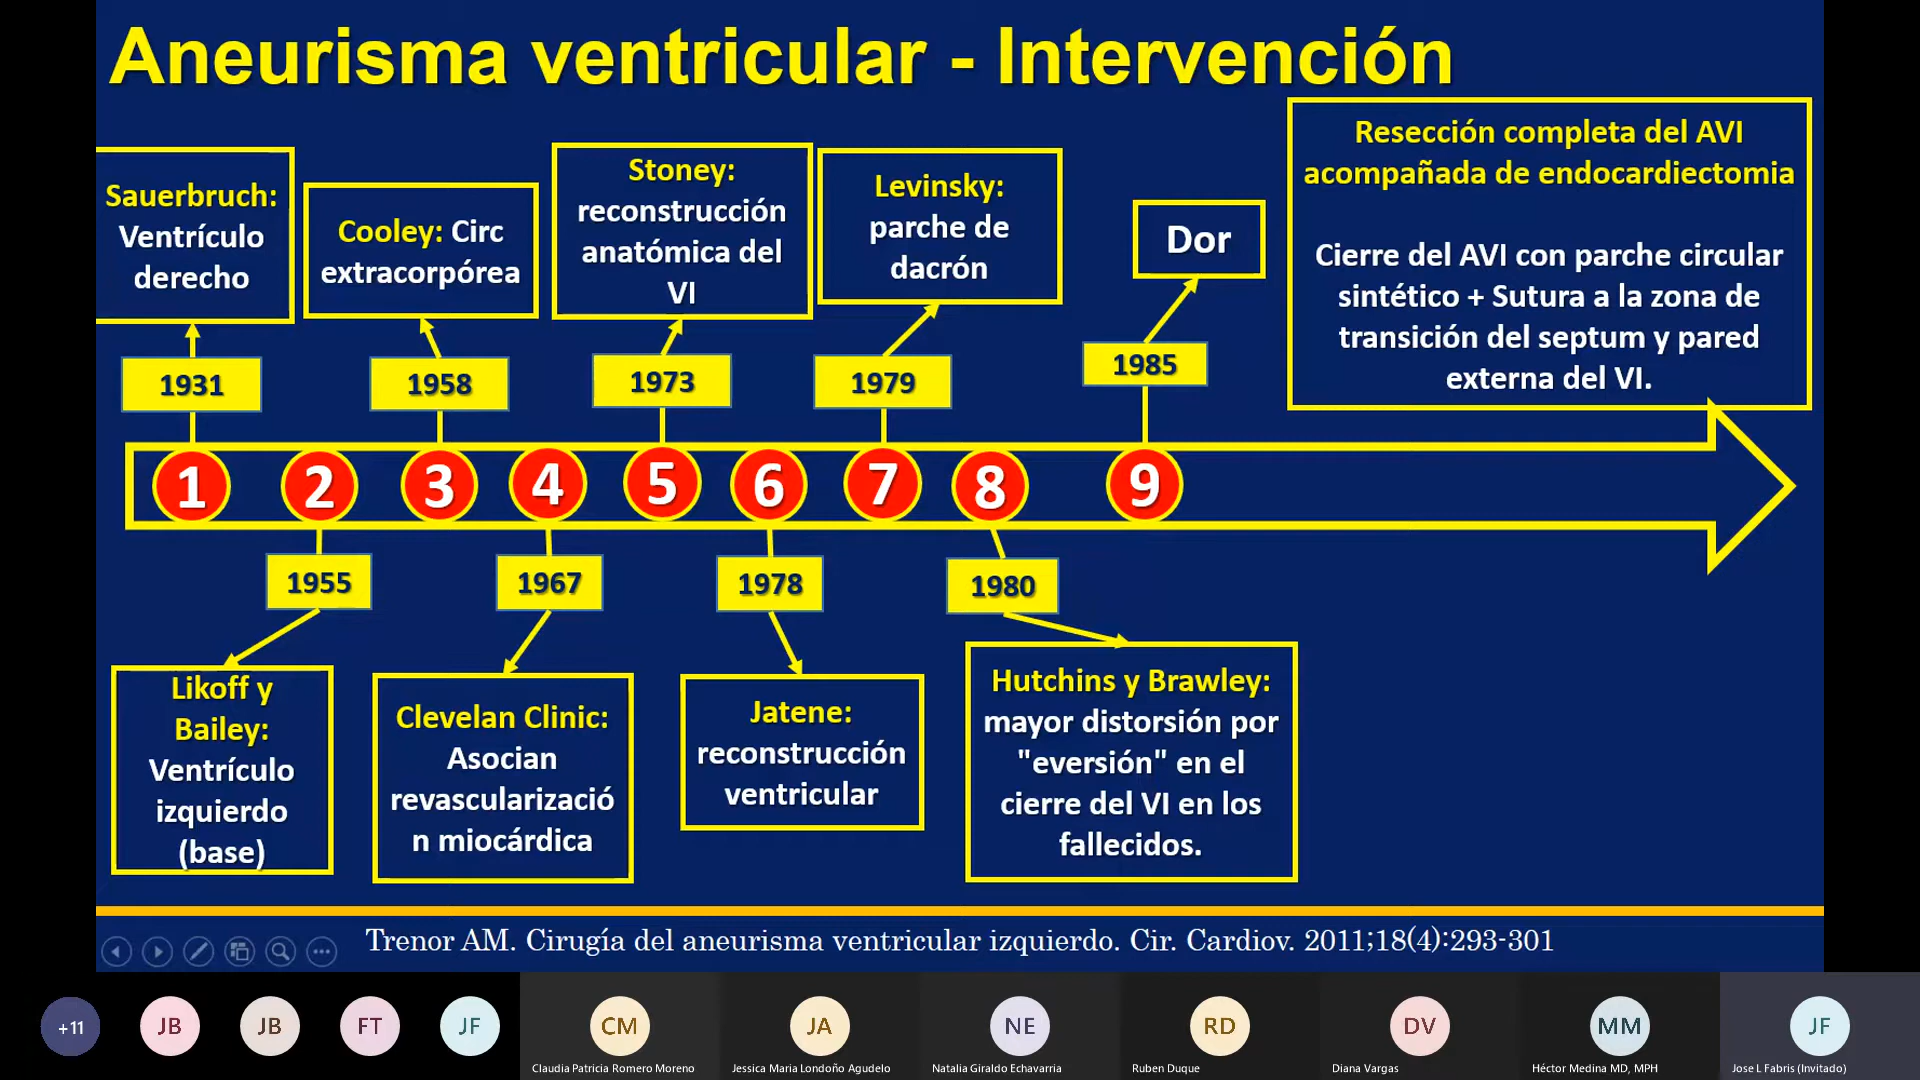 Aneurisma ventricular - Intervención
Sauerbruch:
Ventrículo
derecho
Cooley: Circ
extracorpórea
Stoney:
reconstrucción
anatómica del
VI
Levinsky:
parche de
dacrón
Dor
Resección completa del AVI
acompañada de endocardiectomia
Cierre del AVI con parche circular
sintético + Sutura a la zona de
transición del septum y pared
externa del VI.
1931
1958
1973
1979
1985
1
2
3
4
5
6
7
8
9
1955
1967
1978
1980
Likoff y
Bailey:
Ventrículo
izquierdo
(base)
Clevelan Clinic:
Asocian
revascularizació
n miocárdica
Jatene:
reconstrucción
ventricular
Hutchins y Brawley:
mayor distorsión por
"eversión" en el
cierre del VI en los
fallecidos.
Trenor AM. Cirugía del aneurisma ventricular izquierdo. Cir. Cardiov. 2011;18(4):293-301
+11
JB
JB
FT
JF
CM
JA
NE
RD
DV
MM
JF
Claudia Patricia Romero Moreno
Jessica Maria Londoño Agudelo
Natalia Giraldo Echavarria
Ruben Duque
Diana Vargas
Héctor Medina MD, MPH
Jose L Fabris (Invitado)